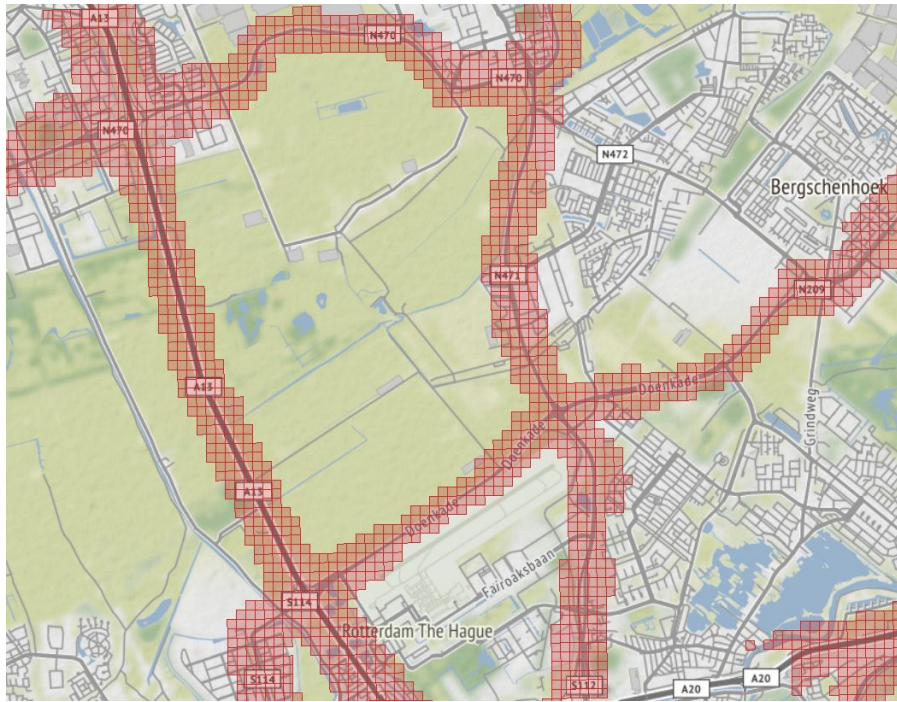 A13
N470
N470
N470
N472
Bergschenhoek
N471
N209
A13
Doenkade
Grindweg
Doenkade
A13
Doenkade
Fairoaksbaan
S114
Rotterdam The Hague
S114
S112
A20
A20